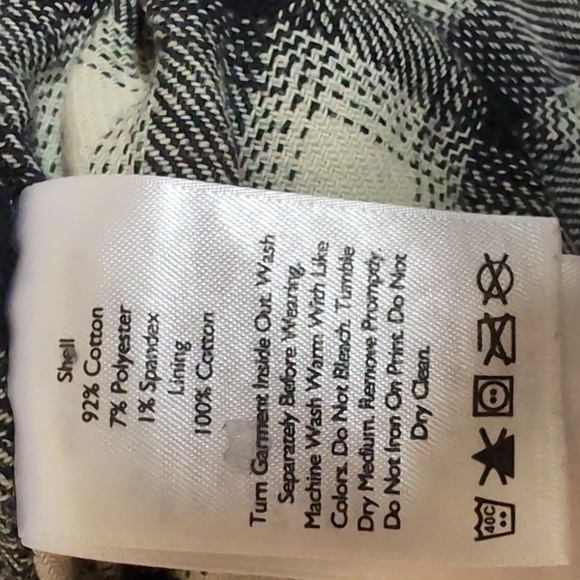 Shell
92% Cotton
7% Polyester
1% Spandex
Lining
100% Cotton
Turn Garment Inside Out. Wash
Separately Before Wearing.
Machine Wash Warm With Like
Colors. Do Not Bleach. Tumble
Dry Medium. Remove Prompty.
Do Not Iron On Print. Do Not
Dry Clean.
40C